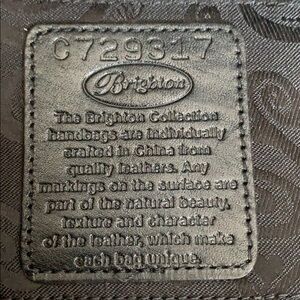 C729317
Brighton
The Brighton Collection
handbags are individually
crafted in China from
quality leathers. Any
markings on the surface are
part of the natural beauty,
texture and character
of the leather, which make
each bag unique.